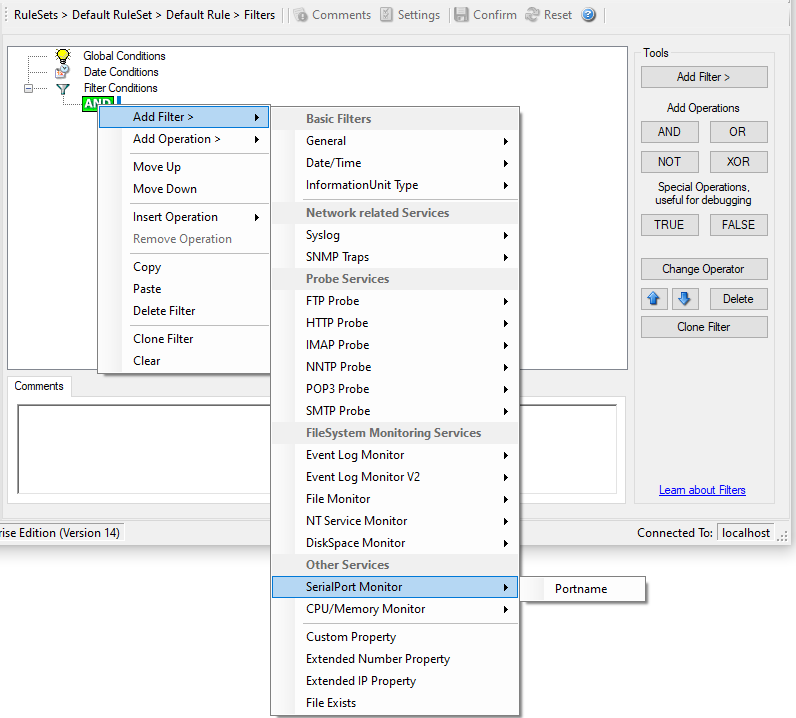 RuleSets > Default RuleSet > Default Rule > Filters Comments Settings Confirm Reset
Global Conditions
Date Conditions
Filter Conditions
AND
Add Filter >
Add Operation >
Move Up
Move Down
Insert Operation
Remove Operation
Copy
Paste
Delete Filter
Clone Filter
Clear
Basic Filters
General
Date/Time
InformationUnit Type
Network related Services
Syslog
SNMP Traps
Probe Services
FTP Probe
HTTP Probe
IMAP Probe
NNTP Probe
POP3 Probe
SMTP Probe
FileSystem Monitoring Services
Event Log Monitor
Event Log Monitor V2
File Monitor
NT Service Monitor
DiskSpace Monitor
Other Services
SerialPort Monitor
CPU/Memory Monitor
Custom Property
Extended Number Property
Extended IP Property
File Exists
Portname
Tools
Add Filter >
Add Operations
AND OR
NOT XOR
Special Operations,
useful for debugging
TRUE FALSE
Change Operator
Delete
Clone Filter
Learn about Filters
Comments
rise Edition (Version 14)
Connected To: localhost